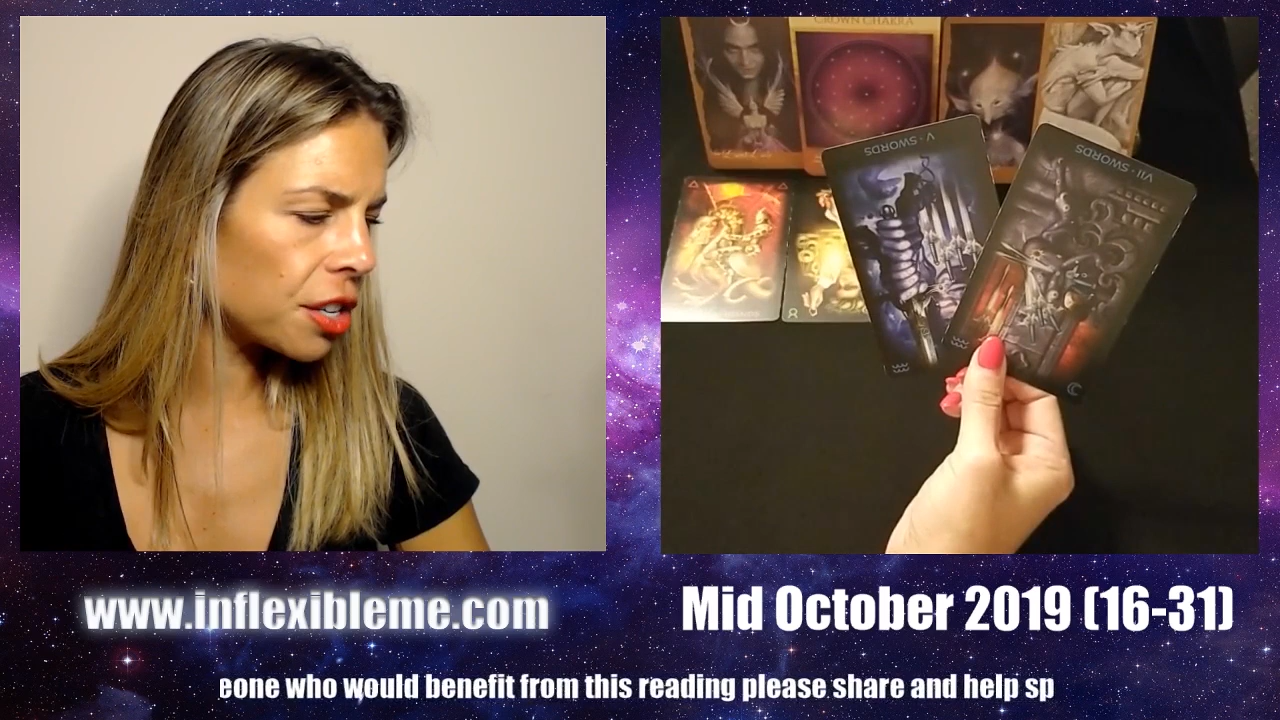 CROWN CHAKRA
V · SWORDS
VII · SWORDS
www.inflexibleme.com
Mid October 2019 (16-31)
eone who would benefit from this reading please share and help sp